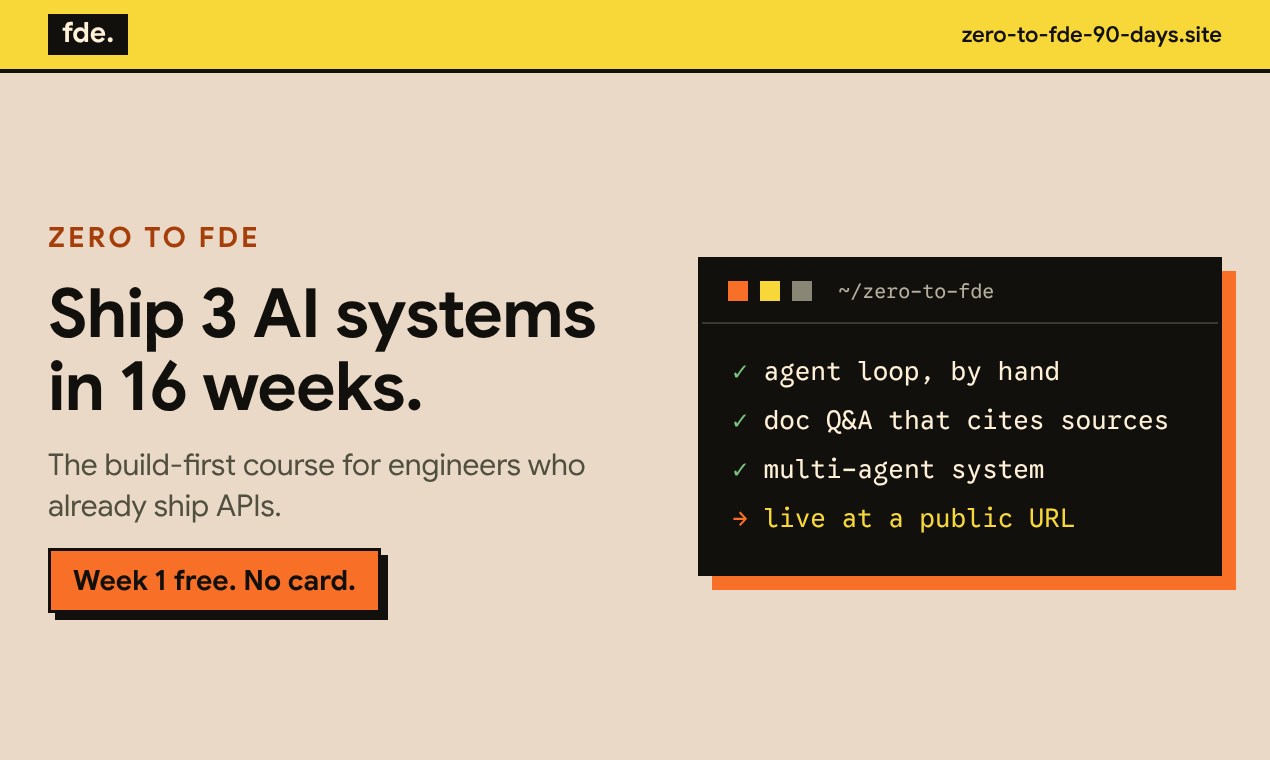 fde.
zero-to-fde-90-days.site
ZERO TO FDE
Ship 3 AI systems
in 16 weeks.
The build-first course for engineers who
already ship APIs.
Week 1 free. No card.
~/zero-to-fde
✓ agent loop, by hand
✓ doc Q&A that cites sources
✓ multi-agent system
→ live at a public URL